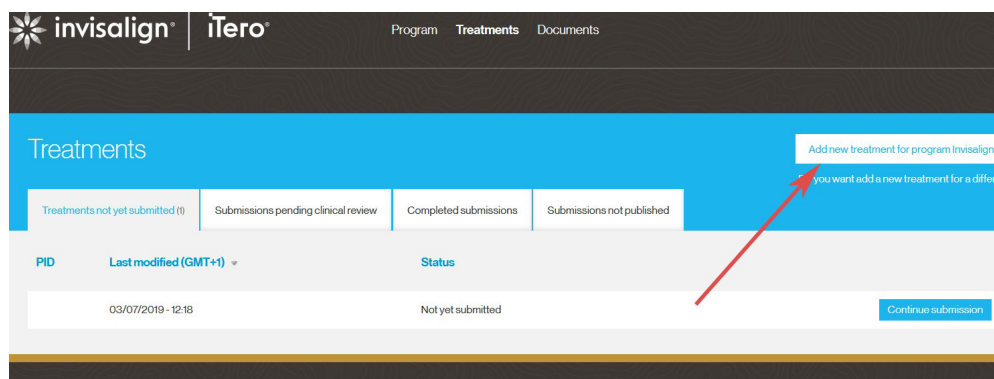 invisalign® | iTero®
Program Treatments Documents
Treatments
Add new treatment for program Invisalign
you want add a new treatment for a
Treatments not yet submitted (1)
Submissions pending clinical review
Completed submissions
Submissions not published
PID Last modified (GMT+1) Status
03/07/2019 - 12:18 Not yet submitted Continue submission